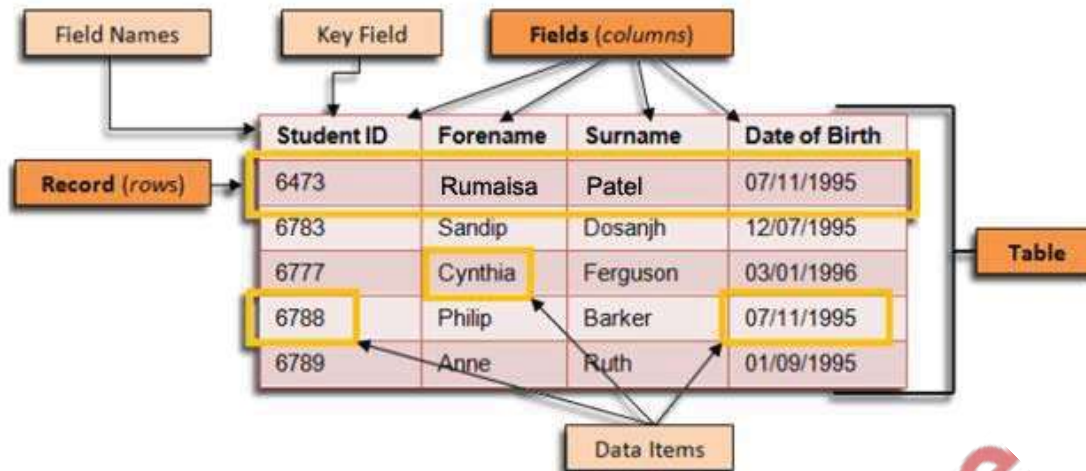 Field Names
Key Field
Fields (columns)
Student ID Forename Surname Date of Birth
Record (rows)
6473 Rumaisa Patel 07/11/1995
6783 Sandip Dosanjh 12/07/1995
Table
6777 Cynthia Ferguson 03/01/1996
6788 Philip Barker 07/11/1995
6789 Anne Ruth 01/09/1995
Data Items